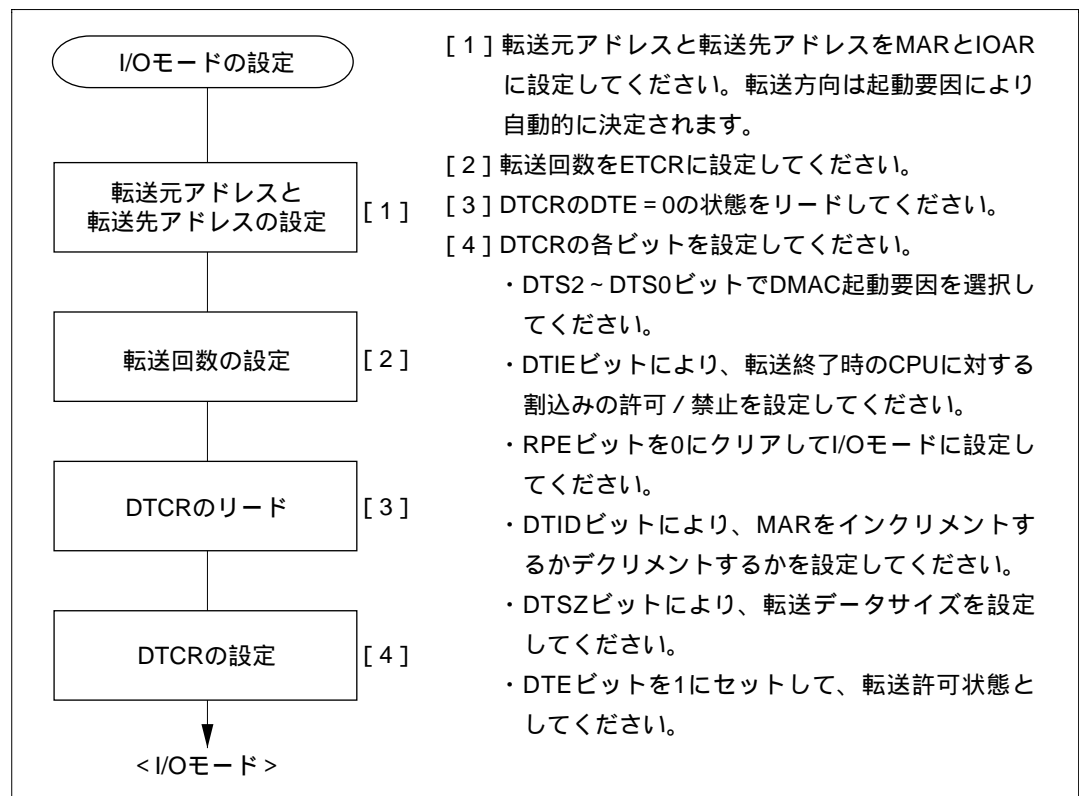 I/Oモードの設定
転送元アドレスと
転送先アドレスの設定
[1]
転送回数の設定
[2]
DTCRのリード
[3]
DTCRの設定
[4]
<I/Oモード>
[1]転送元アドレスと転送先アドレスをMARとIOAR
に設定してください。転送方向は起動要因により
自動的に決定されます。
[2]転送回数をETCRに設定してください。
[3]DTCRのDTE=0の状態をリードしてください。
[4]DTCRの各ビットを設定してください。
・DTS2~DTS0ビットでDMAC起動要因を選択し
てください。
・DTIEビットにより、転送終了時のCPUに対する
割込みの許可/禁止を設定してください。
・RPEビットを0にクリアしてI/Oモードに設定し
てください。
・DTIDビットにより、MARをインクリメントす
るかデクリメントするかを設定してください。
・DTSZビットにより、転送データサイズを設定
してください。
・DTEビットを1にセットして、転送許可状態と
してください。